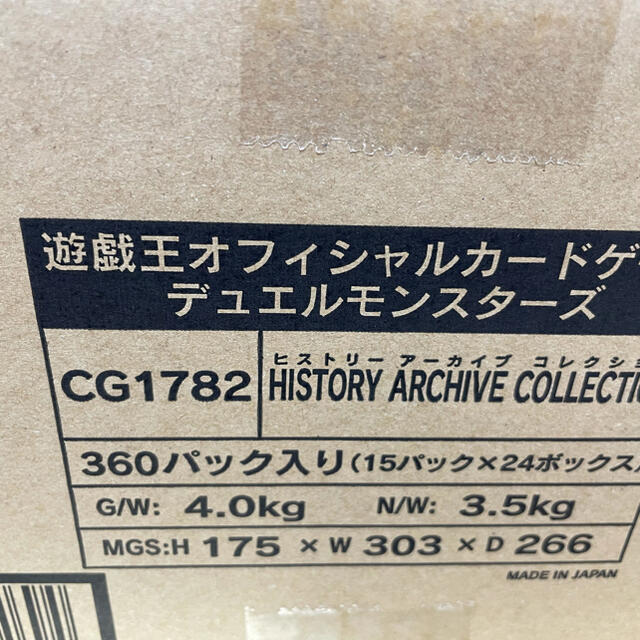 遊戯王オフィシャルカードゲ
デュエルモンスターズ
CG1782
ヒストリー アーカイブ コレクショ
HISTORY ARCHIVE COLLECTIO
360パック入り(15パック×24ボックス
G/W: 4.0kg N/W: 3.5kg
MGS:H 175 × W 303 × D 266
MADE IN JAPAN